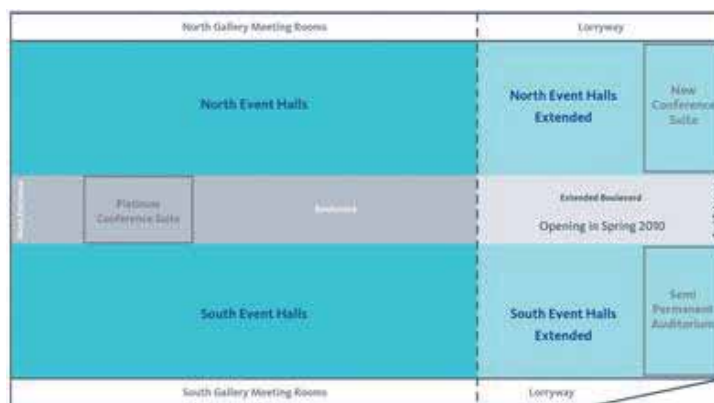 North Gallery Meeting Rooms
Lorryway
North Event Halls
North Event Halls
Extended
New
Conference
Suite
Platinum
Conference Suite
Boulevard
Extended Boulevard
Opening in Spring 2010
South Event Halls
South Event Halls
Extended
Semi
Permanent
Auditorium
South Gallery Meeting Rooms
Lorryway